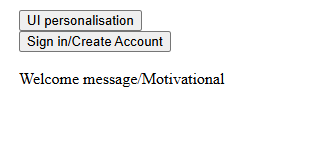 UI personalisation
Sign in/Create Account
Welcome message/Motivational